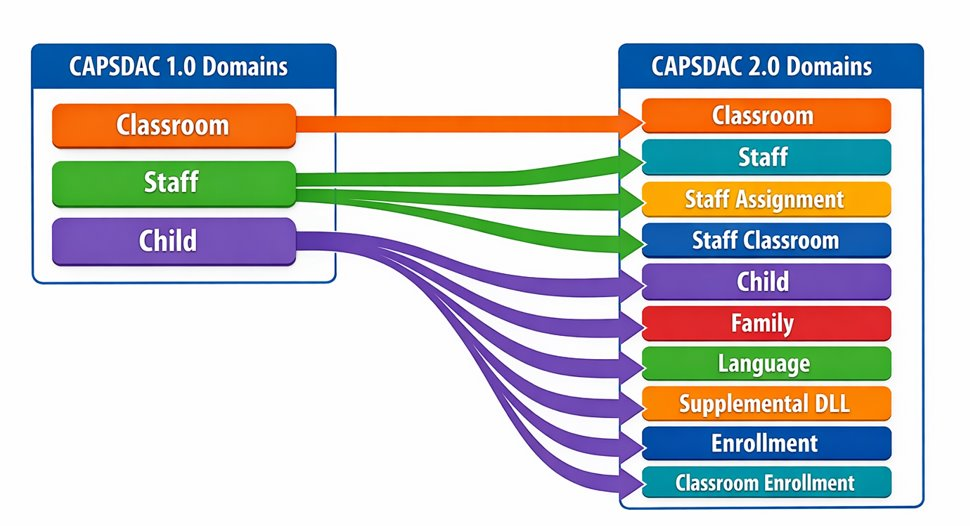 CAPSDAC 1.0 Domains
Classroom
Staff
Child
CAPSDAC 2.0 Domains
Classroom
Staff
Staff Assignment
Staff Classroom
Child
Family
Language
Supplemental DLL
Enrollment
Classroom Enrollment